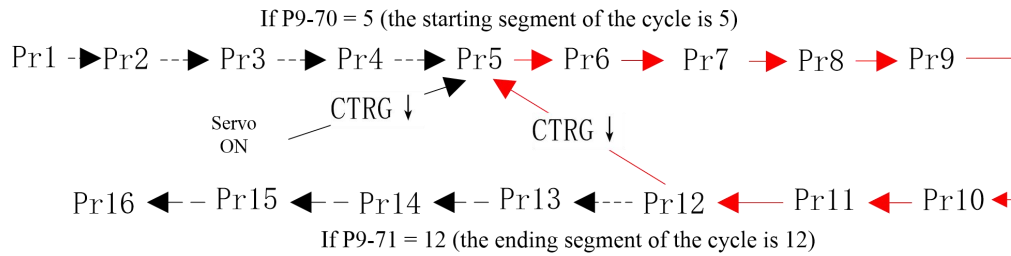 If P9-70 = 5 (the starting segment of the cycle is 5)
Pr1 Pr2 Pr3 Pr4 Pr5 Pr6 Pr7 Pr8 Pr9
CTRG ↓
Servo
ON
CTRG ↓
Pr16 Pr15 Pr14 Pr13 Pr12 Pr11 Pr10
If P9-71 = 12 (the ending segment of the cycle is 12)